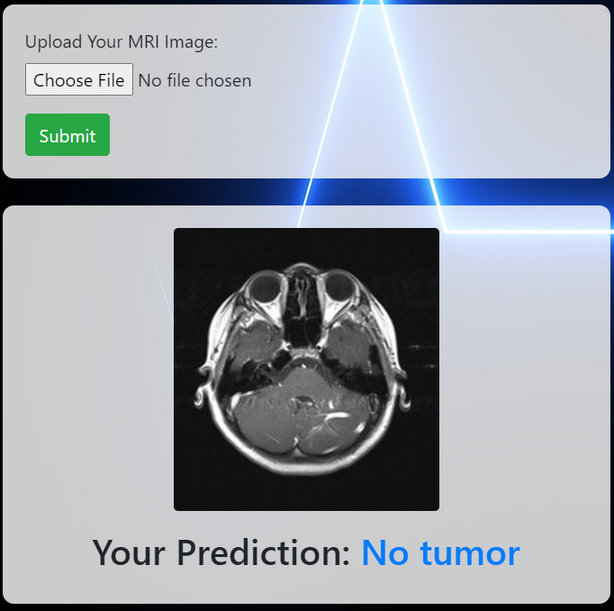 Upload Your MRI Image:
Choose File No file chosen
Submit
Your Prediction: No tumor